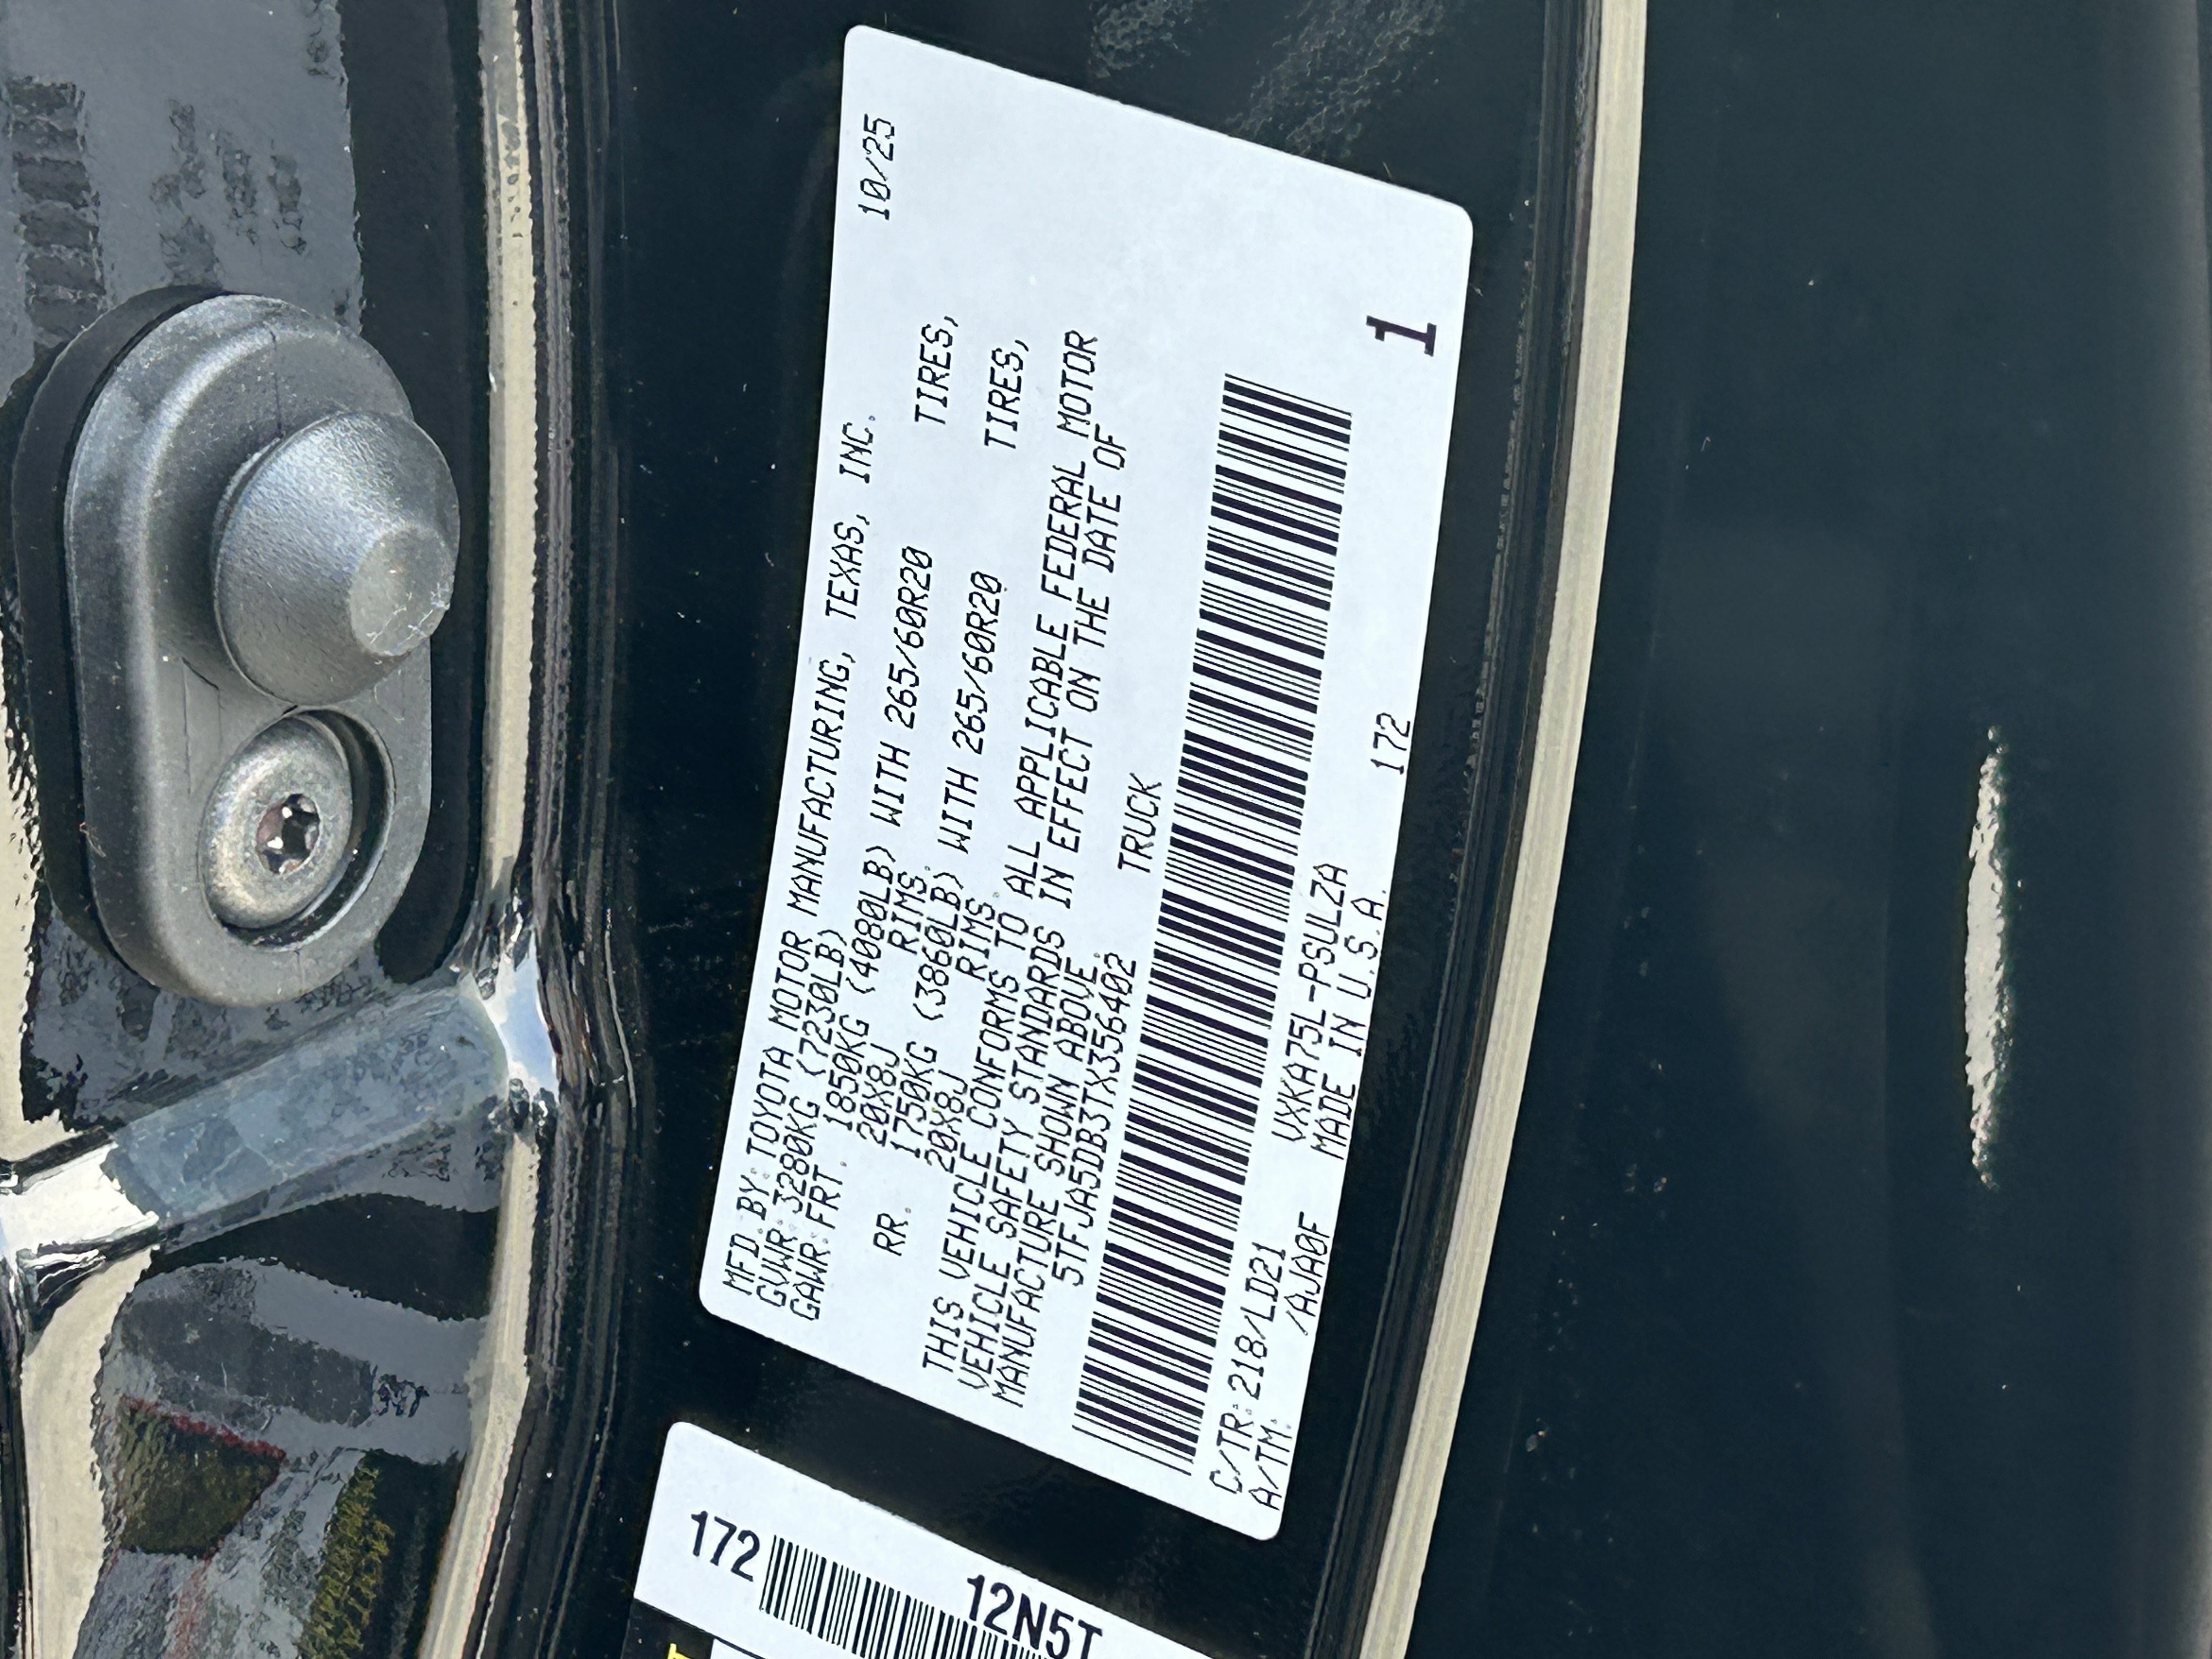 10/25
MFD. BY: TOYOTA MOTOR MANUFACTURING, TEXAS, INC.
GVWR: 3280KG (7230LB)
GAWR: FRT. 1850KG (4080LB) WITH 265/60R20 TIRES,
20X8J RIMS.
RR. 1750KG (3860LB) WITH 265/60R20 TIRES,
20X8J RIMS.
THIS VEHICLE CONFORMS TO ALL APPLICABLE FEDERAL MOTOR
VEHICLE SAFETY STANDARDS IN EFFECT ON THE DATE OF
MANUFACTURE SHOWN ABOVE.
5TFJA5DB3TX356402 TRUCK
C/TR: 218/LD21 VXKA75L-PSULZA
A/TM: /AJA0F MADE IN U.S.A. 172
1
172
12N5T